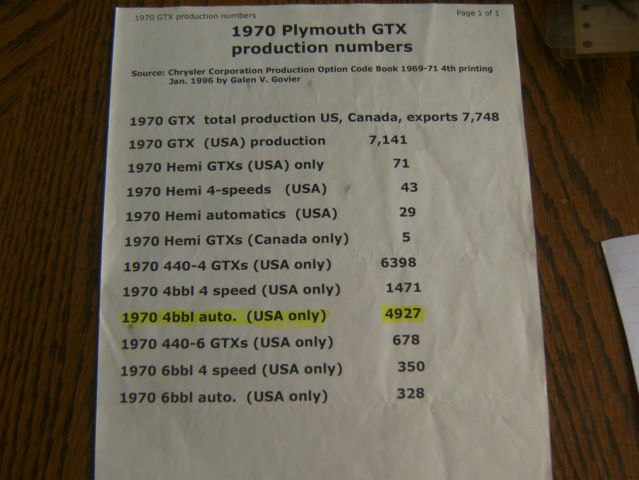 1970 GTX production numbers
Page 1 of 1
1970 Plymouth GTX
production numbers
Source: Chrysler Corporation Production Option Code Book 1969-71 4th printing
Jan. 1996 by Galen V. Govier
1970 GTX total production US, Canada, exports 7,748
1970 GTX (USA) production 7,141
1970 Hemi GTXs (USA) only 71
1970 Hemi 4-speeds (USA) 43
1970 Hemi automatics (USA) 29
1970 Hemi GTXs (Canada only) 5
1970 440-4 GTXs (USA only) 6398
1970 4bbl 4 speed (USA only) 1471
1970 4bbl auto. (USA only) 4927
1970 440-6 GTXs (USA only) 678
1970 6bbl 4 speed (USA only) 350
1970 6bbl auto. (USA only) 328